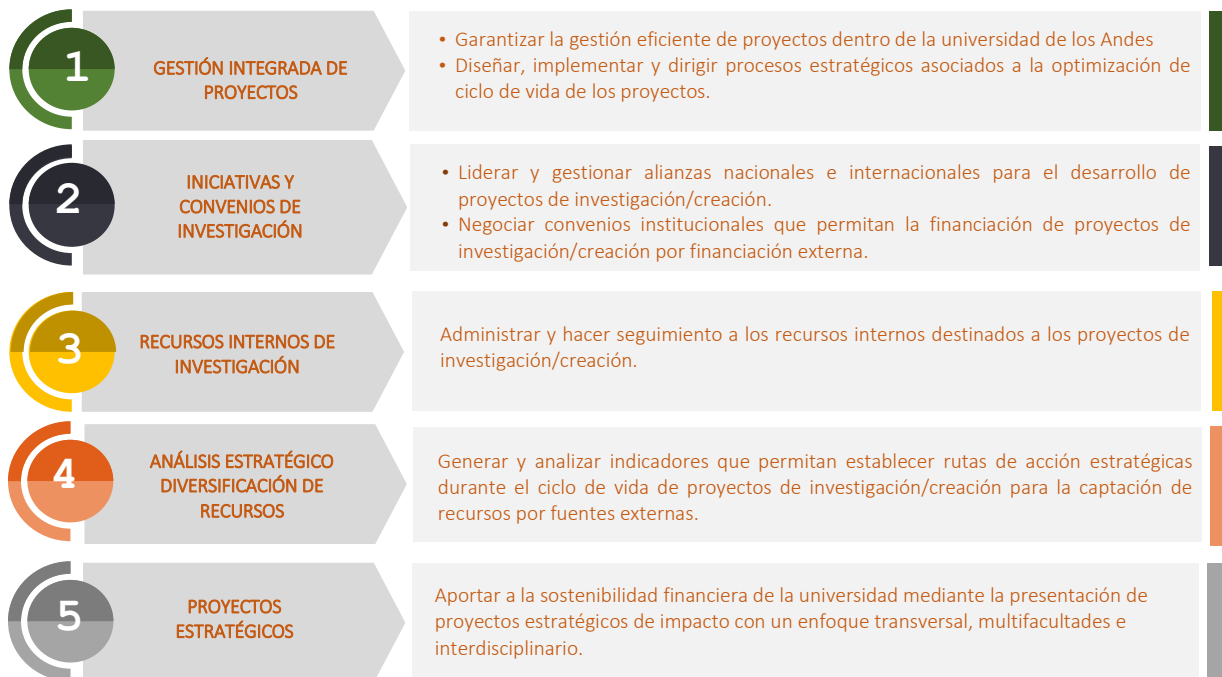 1
GESTIÓN INTEGRADA DE
PROYECTOS
• Garantizar la gestión eficiente de proyectos dentro de la universidad de los Andes
• Diseñar, implementar y dirigir procesos estratégicos asociados a la optimización de
ciclo de vida de los proyectos.
2
INICIATIVAS Y
CONVENIOS DE
INVESTIGACIÓN
• Liderar y gestionar alianzas nacionales e internacionales para el desarrollo de
proyectos de investigación/creación.
• Negociar convenios institucionales que permitan la financiación de proyectos de
investigación/creación por financiación externa.
3
RECURSOS INTERNOS DE
INVESTIGACIÓN
Administrar y hacer seguimiento a los recursos internos destinados a los proyectos de
investigación/creación.
4
ANÁLISIS ESTRATÉGICO
DIVERSIFICACIÓN DE
RECURSOS
Generar y analizar indicadores que permitan establecer rutas de acción estratégicas
durante el ciclo de vida de proyectos de investigación/creación para la captación de
recursos por fuentes externas.
5
PROYECTOS
ESTRATÉGICOS
Aportar a la sostenibilidad financiera de la universidad mediante la presentación de
proyectos estratégicos de impacto con un enfoque transversal, multifacultades e
interdisciplinario.